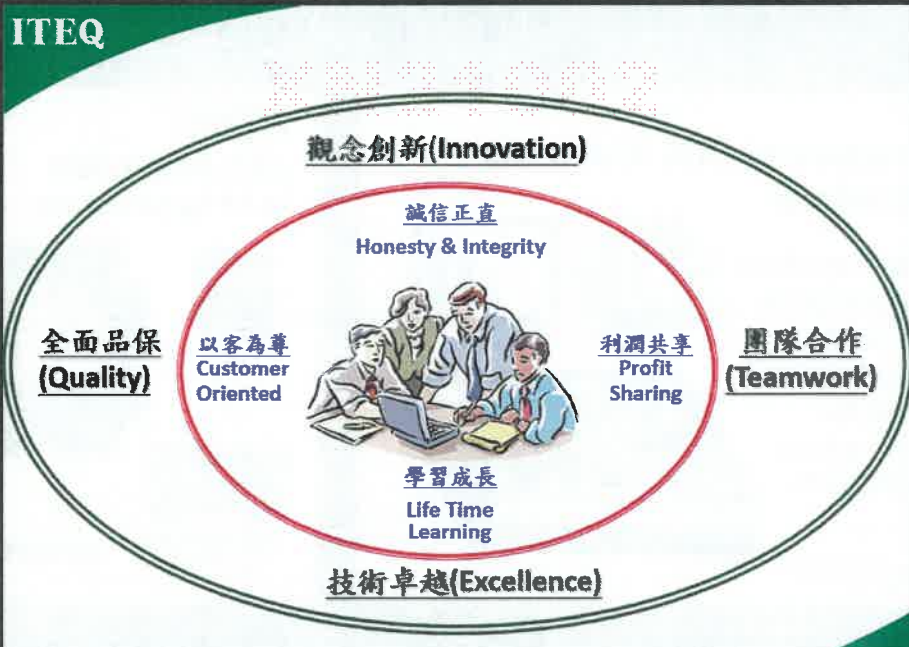 ITEQ
KN21002
觀念創新(Innovation)
誠信正直
Honesty & Integrity
全面品保
(Quality)
以客為尊
Customer
Oriented
利潤共享
Profit
Sharing
團隊合作
(Teamwork)
學習成長
Life Time
Learning
技術卓越(Excellence)